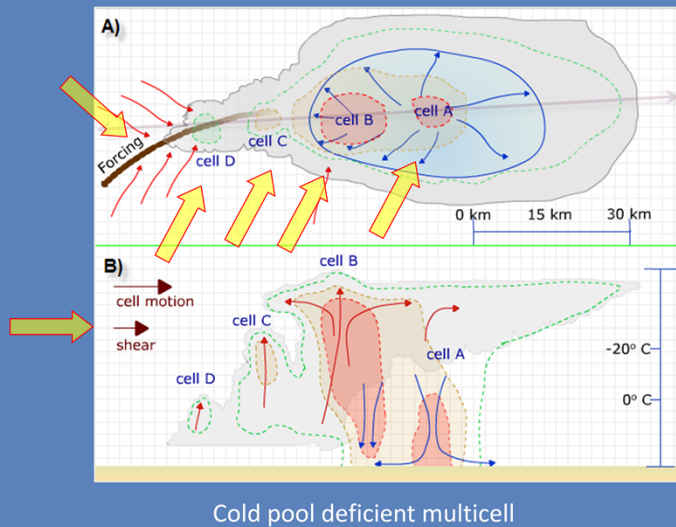 A)
Forcing
cell D
cell C
cell B
cell A
0 km
15 km
30 km
B)
cell motion
shear
cell D
cell C
cell B
cell A
-20° C
0° C
Cold pool deficient multicell